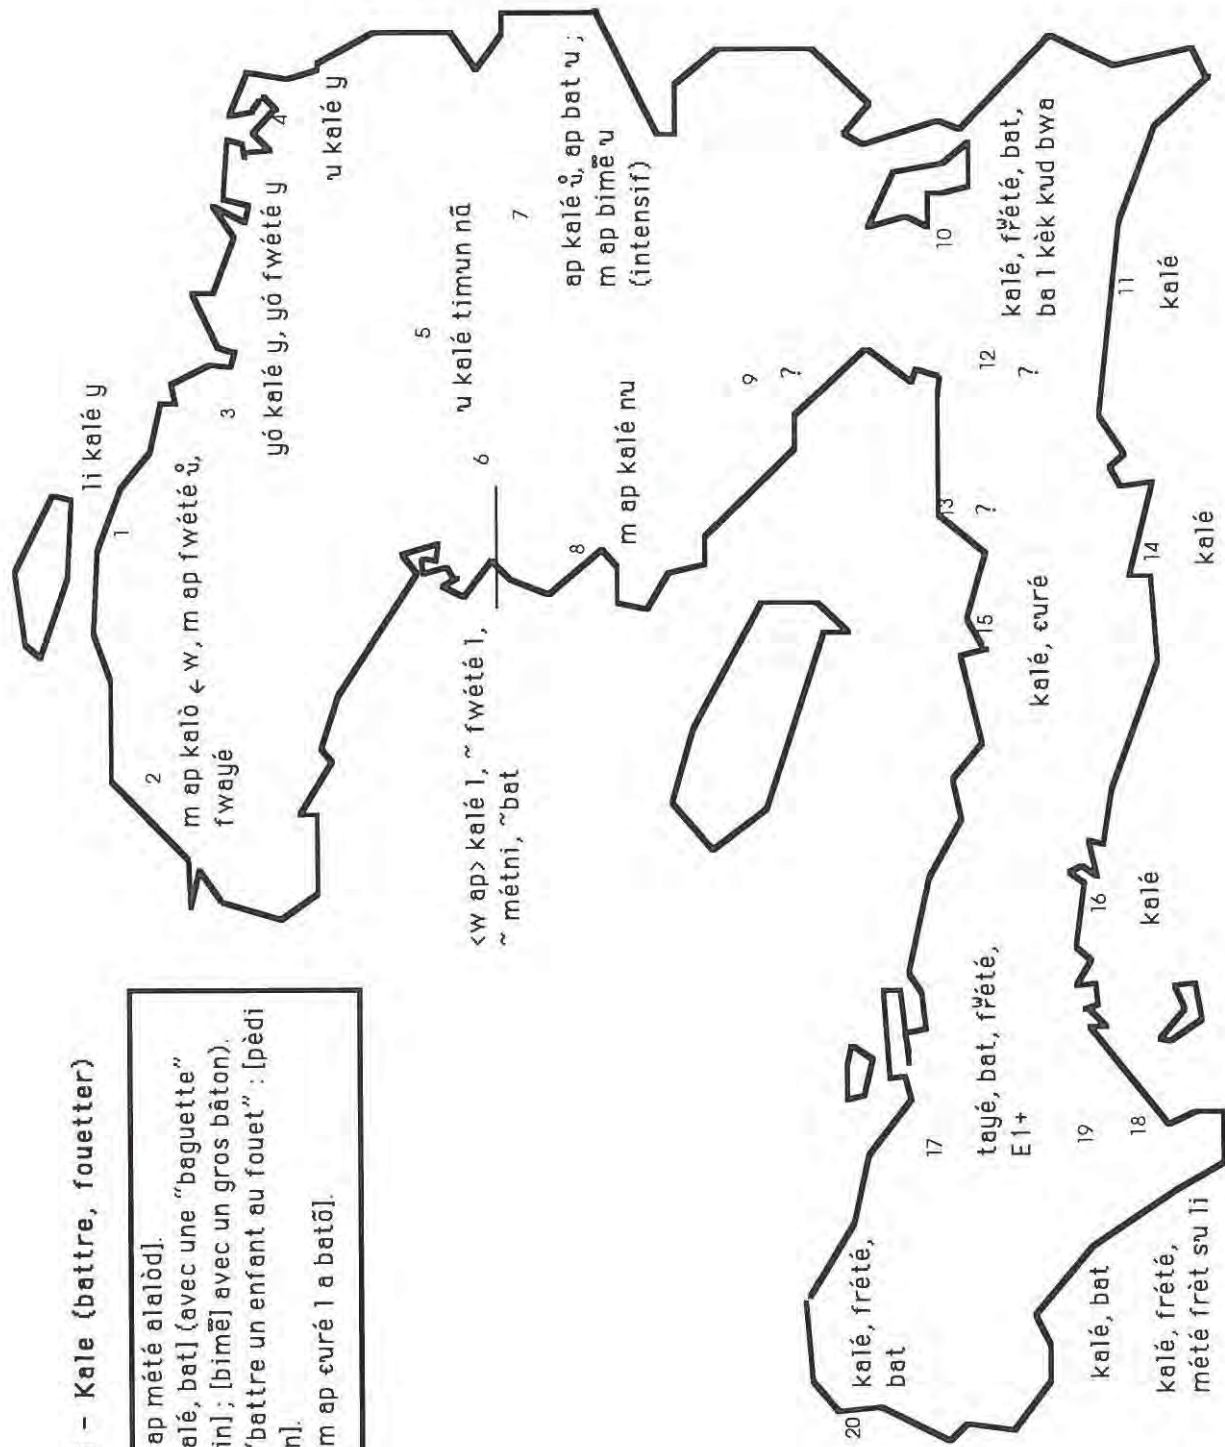 - Kale (battre, fouetter)
ap mété alalòd].
alé, bat] (avec une "baguette"
in] ; [bimẽ] avec un gros bâton).
"battre un enfant au fouet" : [pèdi
n].
m ap ɛuré l a batõ].
li kalé y
1
2
m ap kalò ← w, m ap fwété ů,
fwayé
3
yó kalé y, yó fwété y
4
u kalé y
5
u kalé timun nã
6
<w ap> kalé l, ~ fwété l,
~ métni, ~bat
7
ap kalé ů, ap bat u ;
m ap bimẽ u
(intensif)
8
m ap kalé nu
9
?
10
kalé, frʷété, bat,
ba l kèk kud bwa
11
kalé
12
?
13
?
14
kalé
15
kalé, ɛuré
16
kalé
17
tayé, bat, frʷété,
E1+
19
18
20
kalé, frété,
bat
kalé, bat
kalé, frété,
mété frèt su li